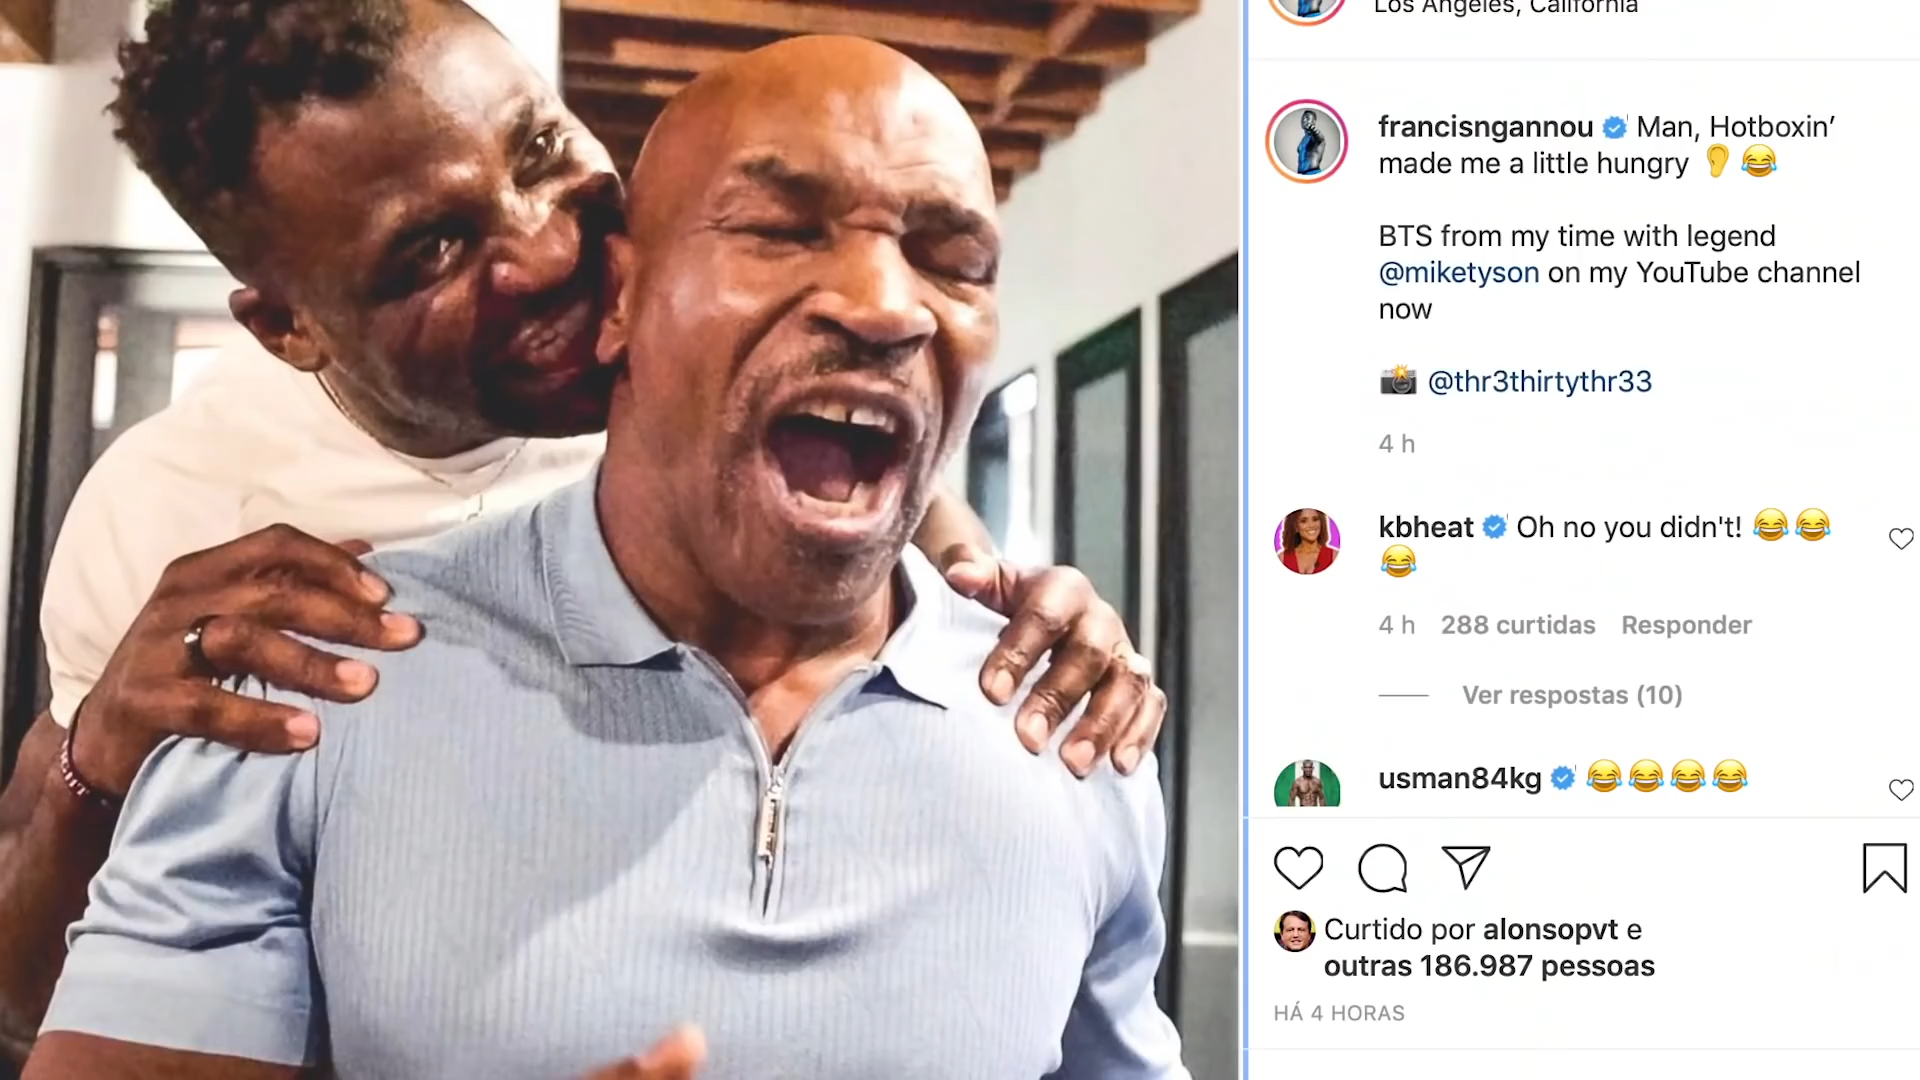 Los Angeles, California
francisngannou Man, Hotboxin’
made me a little hungry 👂😂
BTS from my time with legend
@miketyson on my YouTube channel
now
📸 @thr3thirtythr33
4 h
kbheat Oh no you didn't! 😂😂
😂
4 h 288 curtidas Responder
Ver respostas (10)
usman84kg 😂😂😂😂
Curtido por alonsopvt e
outras 186.987 pessoas
HÁ 4 HORAS